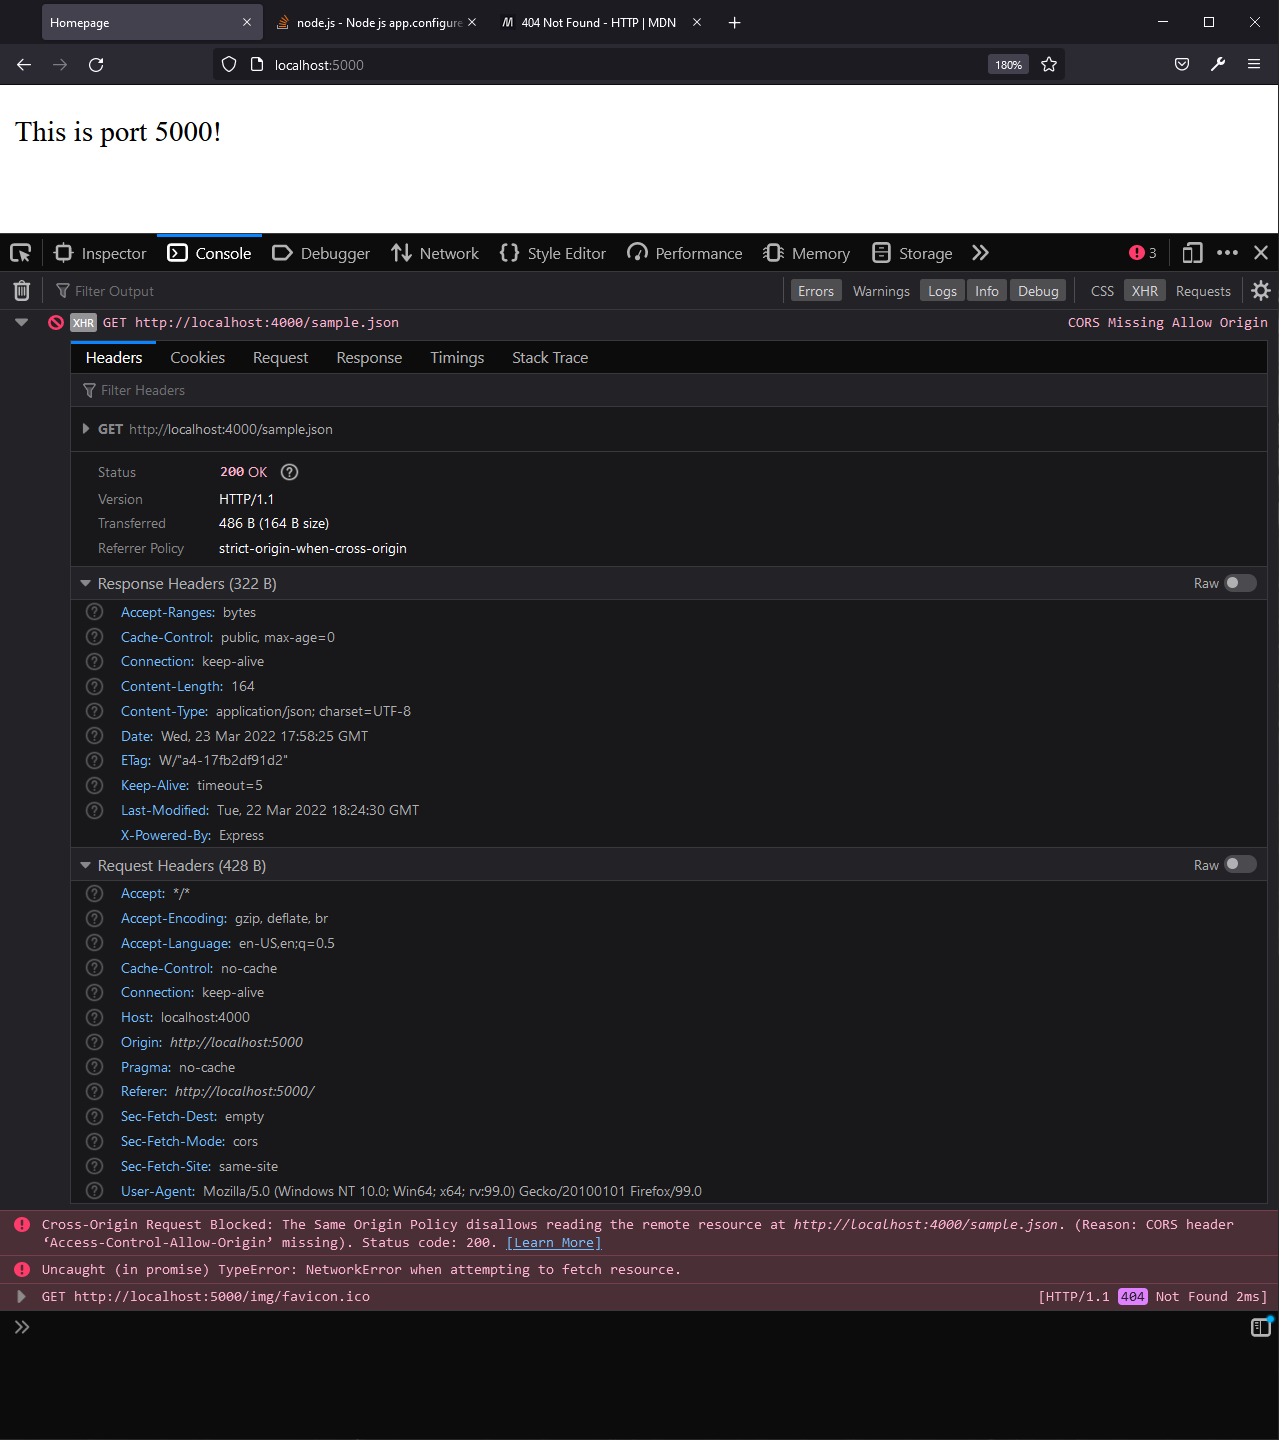 Homepage
node.js - Node js app.configure
404 Not Found - HTTP | MDN
localhost:5000
180%
This is port 5000!
Inspector Console Debugger Network Style Editor Performance Memory Storage 3
Filter Output Errors Warnings Logs Info Debug CSS XHR Requests
XHR GET http://localhost:4000/sample.json CORS Missing Allow Origin
Headers Cookies Request Response Timings Stack Trace
Filter Headers
GET http://localhost:4000/sample.json
Status 200 OK
Version HTTP/1.1
Transferred 486 B (164 B size)
Referrer Policy strict-origin-when-cross-origin
Response Headers (322 B) Raw
Accept-Ranges: bytes
Cache-Control: public, max-age=0
Connection: keep-alive
Content-Length: 164
Content-Type: application/json; charset=UTF-8
Date: Wed, 23 Mar 2022 17:58:25 GMT
ETag: W/"a4-17fb2df91d2"
Keep-Alive: timeout=5
Last-Modified: Tue, 22 Mar 2022 18:24:30 GMT
X-Powered-By: Express
Request Headers (428 B) Raw
Accept: */*
Accept-Encoding: gzip, deflate, br
Accept-Language: en-US,en;q=0.5
Cache-Control: no-cache
Connection: keep-alive
Host: localhost:4000
Origin: http://localhost:5000
Pragma: no-cache
Referer: http://localhost:5000/
Sec-Fetch-Dest: empty
Sec-Fetch-Mode: cors
Sec-Fetch-Site: same-site
User-Agent: Mozilla/5.0 (Windows NT 10.0; Win64; x64; rv:99.0) Gecko/20100101 Firefox/99.0
Cross-Origin Request Blocked: The Same Origin Policy disallows reading the remote resource at http://localhost:4000/sample.json. (Reason: CORS header
‘Access-Control-Allow-Origin’ missing). Status code: 200. [Learn More]
Uncaught (in promise) TypeError: NetworkError when attempting to fetch resource.
GET http://localhost:5000/img/favicon.ico [HTTP/1.1 404 Not Found 2ms]